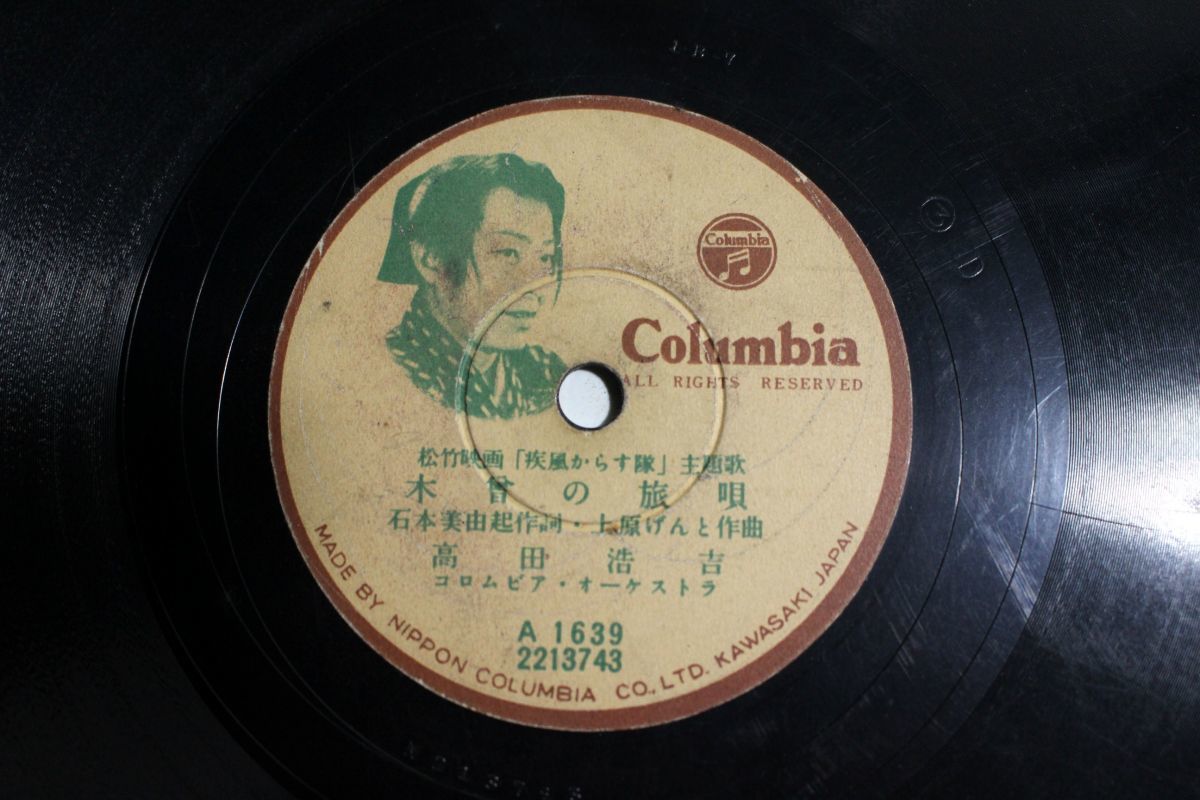 Columbia
Columbia
ALL RIGHTS RESERVED
松竹映画「疾風からす隊」主題歌
木曾の旅唄
石本美由起作詞・上原げんと作曲
高田浩吉
コロムビア・オーケストラ
A 1639
2213743
MADE BY NIPPON COLUMBIA CO., LTD. KAWASAKI JAPAN
D